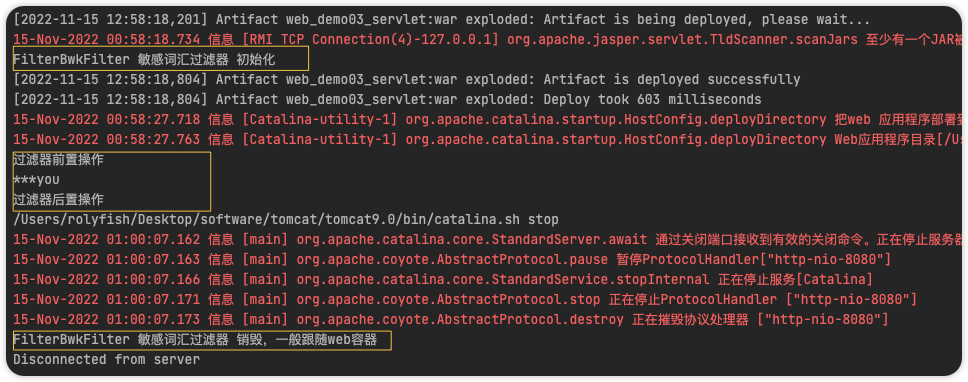 [2022-11-15 12:58:18,201] Artifact web_demo03_servlet:war exploded: Artifact is being deployed, please wait...
15-Nov-2022 00:58:18.734 信息 [RMI TCP Connection(4)-127.0.0.1] org.apache.jasper.servlet.TldScanner.scanJars 至少有一个JAR被
FilterBwkFilter 敏感词汇过滤器 初始化
[2022-11-15 12:58:18,804] Artifact web_demo03_servlet:war exploded: Artifact is deployed successfully
[2022-11-15 12:58:18,804] Artifact web_demo03_servlet:war exploded: Deploy took 603 milliseconds
15-Nov-2022 00:58:27.718 信息 [Catalina-utility-1] org.apache.catalina.startup.HostConfig.deployDirectory 把web 应用程序部署到
15-Nov-2022 00:58:27.763 信息 [Catalina-utility-1] org.apache.catalina.startup.HostConfig.deployDirectory Web应用程序目录[/Us
过滤器前置操作
***you
过滤器后置操作
/Users/rolyfish/Desktop/software/tomcat/tomcat9.0/bin/catalina.sh stop
15-Nov-2022 01:00:07.162 信息 [main] org.apache.catalina.core.StandardServer.await 通过关闭端口接收到有效的关闭命令。正在停止服务器
15-Nov-2022 01:00:07.163 信息 [main] org.apache.coyote.AbstractProtocol.pause 暂停ProtocolHandler["http-nio-8080"]
15-Nov-2022 01:00:07.166 信息 [main] org.apache.catalina.core.StandardService.stopInternal 正在停止服务[Catalina]
15-Nov-2022 01:00:07.171 信息 [main] org.apache.coyote.AbstractProtocol.stop 正在停止ProtocolHandler ["http-nio-8080"]
15-Nov-2022 01:00:07.173 信息 [main] org.apache.coyote.AbstractProtocol.destroy 正在摧毁协议处理器 ["http-nio-8080"]
FilterBwkFilter 敏感词汇过滤器 销毁，一般跟随web容器
Disconnected from server